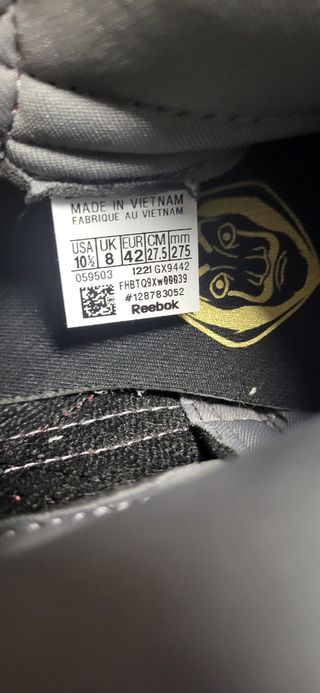 MADE IN VIETNAM
FABRIQUE AU VIETNAM
USA UK EUR CM mm
10½ 8 42 27.5 275
059503 1221 GX9442
FHBTQ9XW00039
#128783052
Reebok